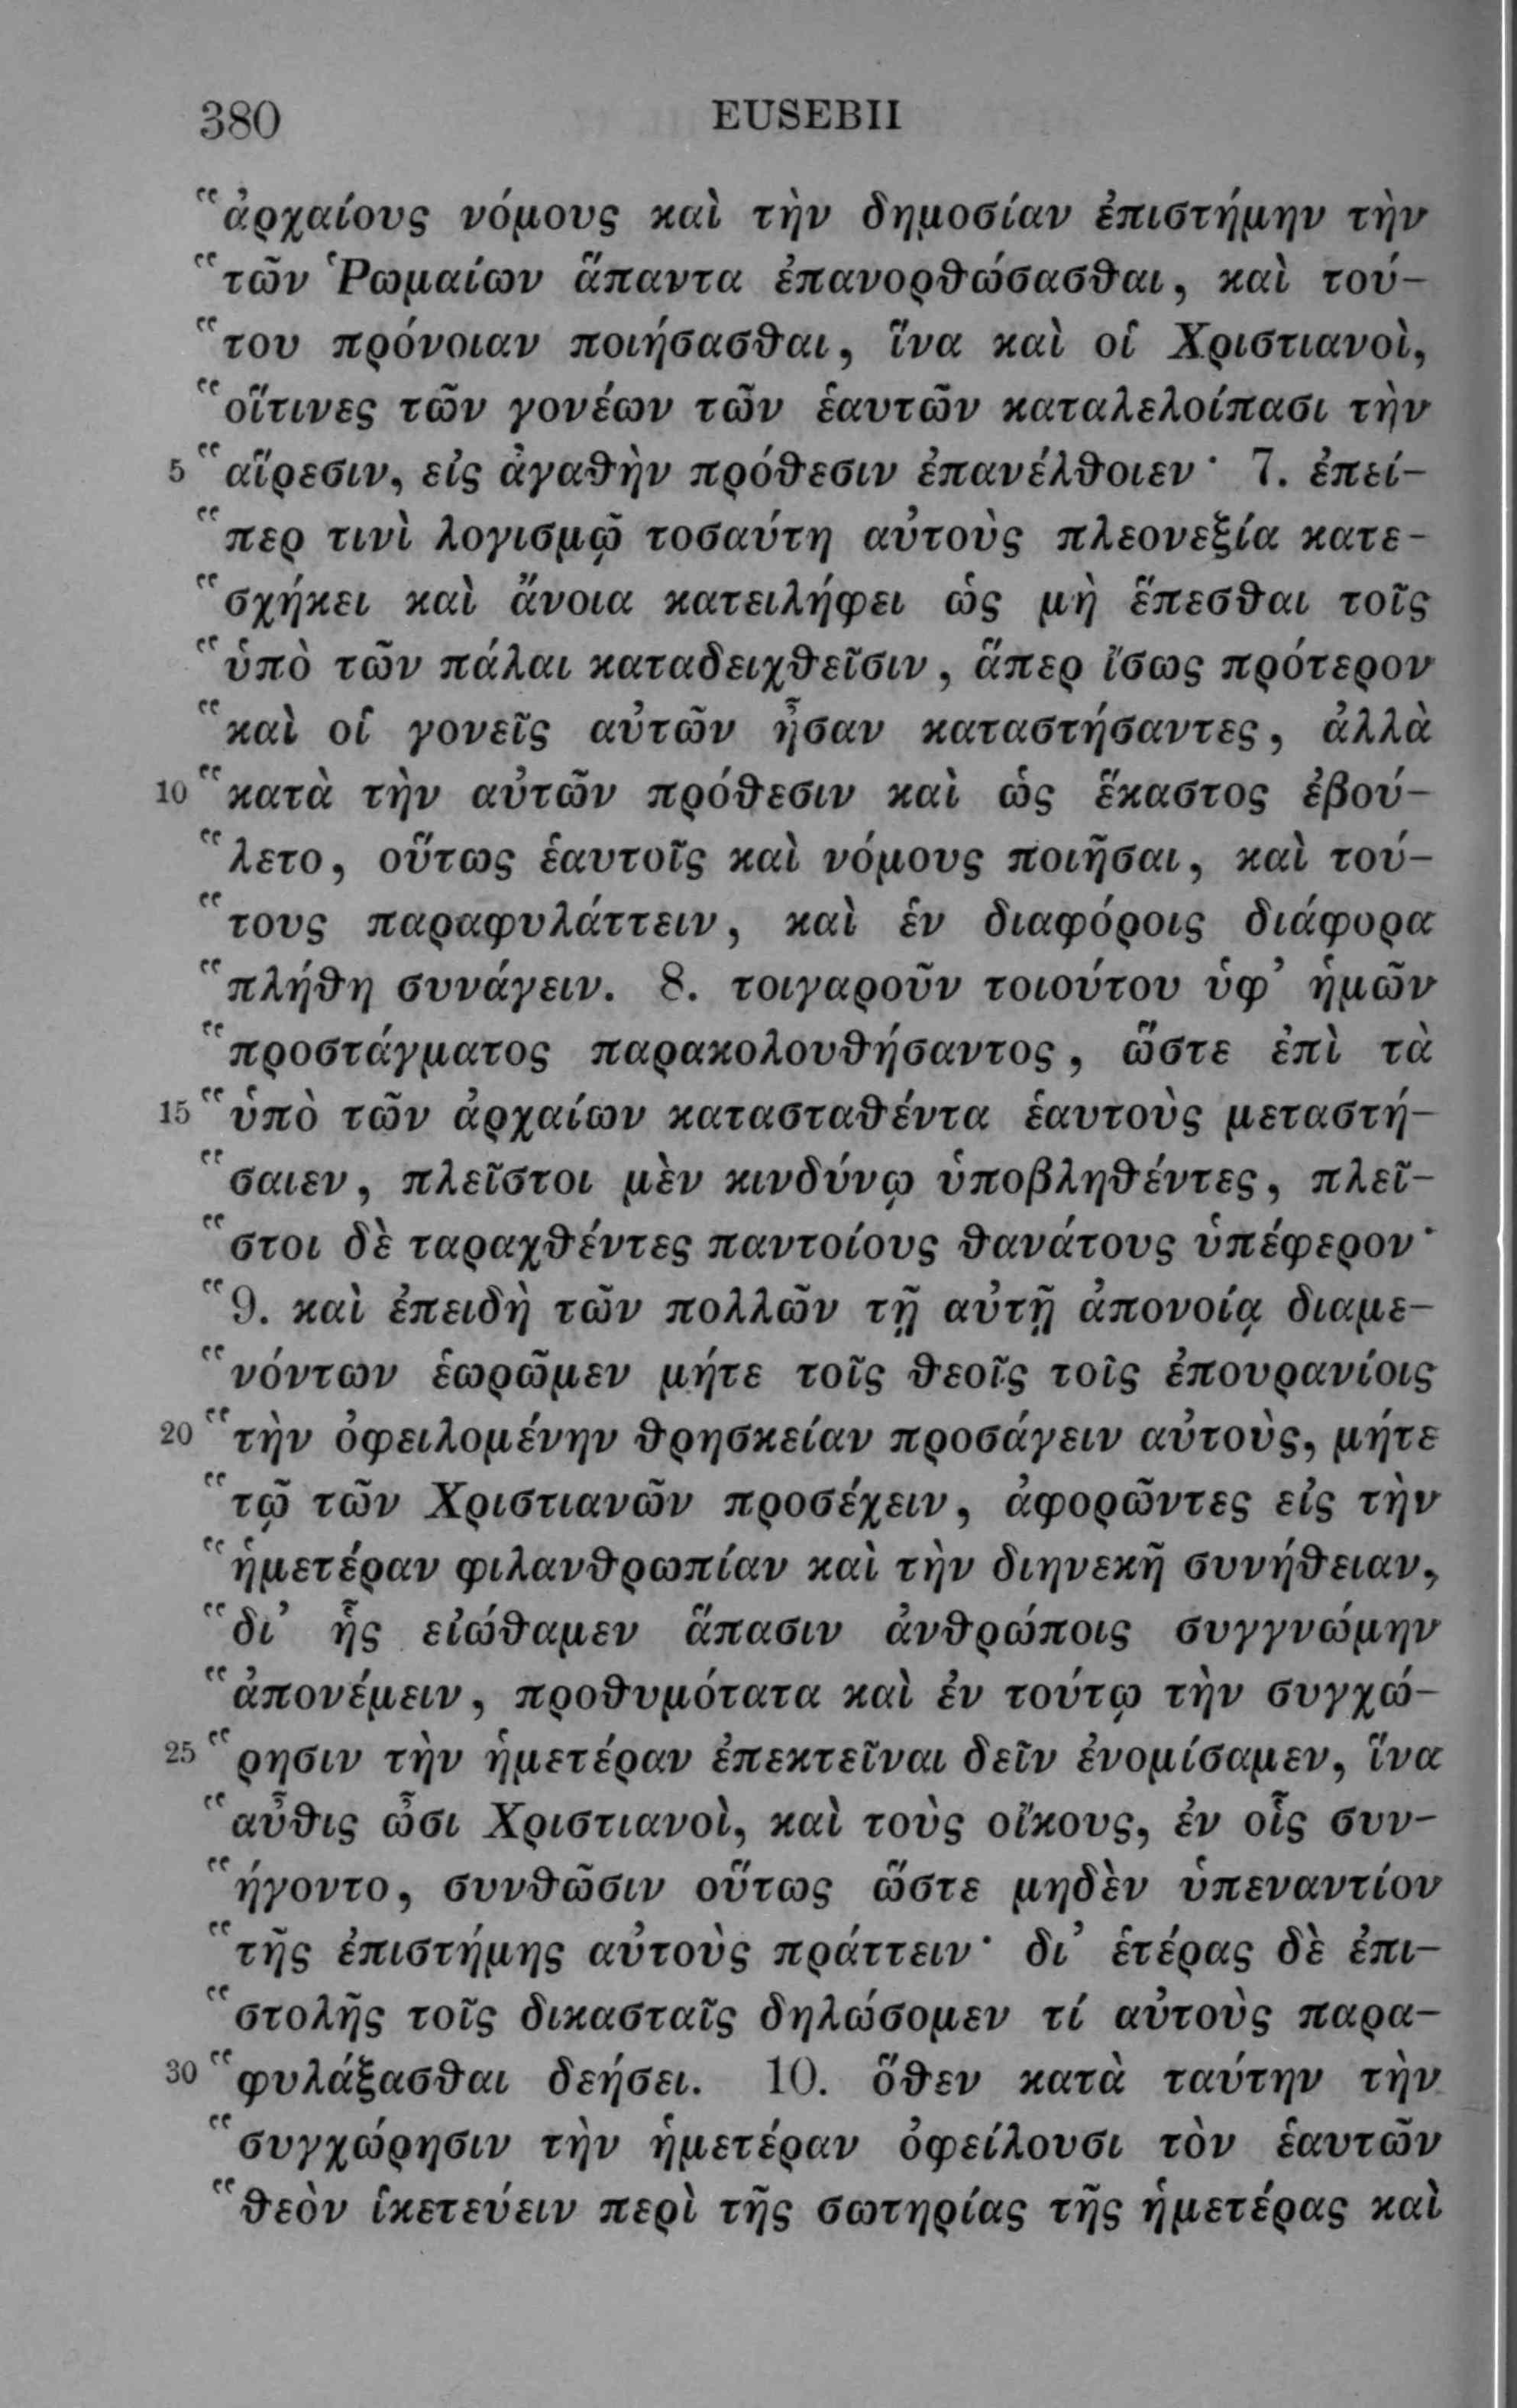 380 EUSEBII
“ἀρχαίους νόμους καὶ τὴν δημοσίαν ἐπιστήμην τὴν
“τῶν Ῥωμαίων ἅπαντα ἐπανορθώσασθαι, καὶ τού-
“του πρόνοιαν ποιήσασθαι, ἵνα καὶ οἱ Χριστιανοὶ,
“οἵτινες τῶν γονέων τῶν ἑαυτῶν καταλελοίπασι τὴν
5 “αἵρεσιν, εἰς ἀγαθὴν πρόθεσιν ἐπανέλθοιεν· 7. ἐπεί-
“περ τινὶ λογισμῷ τοσαύτη αὐτοὺς πλεονεξία κατε-
“σχήκει καὶ ἄνοια κατειλήφει ὡς μὴ ἕπεσθαι τοῖς
“ὑπὸ τῶν πάλαι καταδειχθεῖσιν, ἅπερ ἴσως πρότερον
“καὶ οἱ γονεῖς αὐτῶν ἦσαν καταστήσαντες, ἀλλὰ
10 “κατὰ τὴν αὐτῶν πρόθεσιν καὶ ὡς ἕκαστος ἐβού-
“λετο, οὕτως ἑαυτοῖς καὶ νόμους ποιῆσαι, καὶ τού-
“τους παραφυλάττειν, καὶ ἐν διαφόροις διάφορα
“πλήθη συνάγειν. 8. τοιγαροῦν τοιούτου ὑφ’ ἡμῶν
“προστάγματος παρακολουθήσαντος, ὥστε ἐπὶ τὰ
15 “ὑπὸ τῶν ἀρχαίων κατασταθέντα ἑαυτοὺς μεταστή-
“σαιεν, πλεῖστοι μὲν κινδύνῳ ὑποβληθέντες, πλεῖ-
“στοι δὲ ταραχθέντες παντοίους θανάτους ὑπέφερον·
“9. καὶ ἐπειδὴ τῶν πολλῶν τῇ αὐτῇ ἀπονοίᾳ διαμε-
“νόντων ἑωρῶμεν μήτε τοῖς θεοῖς τοῖς ἐπουρανίοις
20 “τὴν ὀφειλομένην θρησκείαν προσάγειν αὐτοὺς, μήτε
“τῷ τῶν Χριστιανῶν προσέχειν, ἀφορῶντες εἰς τὴν
“ἡμετέραν φιλανθρωπίαν καὶ τὴν διηνεκῆ συνήθειαν,
“δι’ ἧς εἰώθαμεν ἅπασιν ἀνθρώποις συγγνώμην
“ἀπονέμειν, προθυμότατα καὶ ἐν τούτῳ τὴν συγχώ-
25 “ρησιν τὴν ἡμετέραν ἐπεκτεῖναι δεῖν ἐνομίσαμεν, ἵνα
“αὖθις ὦσι Χριστιανοὶ, καὶ τοὺς οἴκους, ἐν οἷς συν-
“ήγοντο, συνθῶσιν οὕτως ὥστε μηδὲν ὑπεναντίον
“τῆς ἐπιστήμης αὐτοὺς πράττειν· δι’ ἑτέρας δὲ ἐπι-
“στολῆς τοῖς δικασταῖς δηλώσομεν τί αὐτοὺς παρα-
30 “φυλάξασθαι δεήσει. 10. ὅθεν κατὰ ταύτην τὴν
“συγχώρησιν τὴν ἡμετέραν ὀφείλουσι τὸν ἑαυτῶν
“θεὸν ἱκετεύειν περὶ τῆς σωτηρίας τῆς ἡμετέρας καὶ